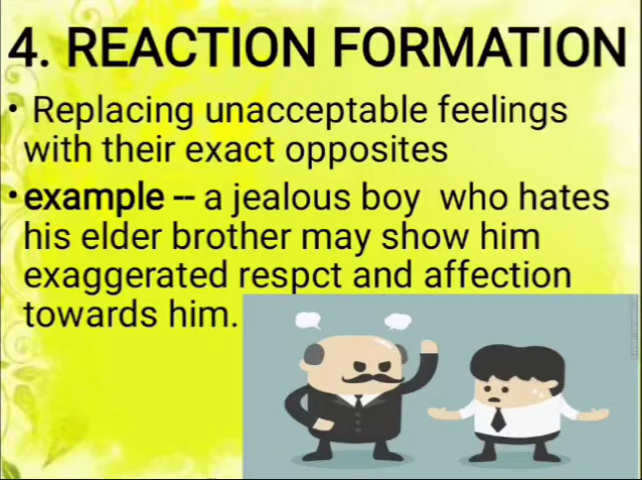 4. REACTION FORMATION
• Replacing unacceptable feelings
with their exact opposites
• example -- a jealous boy who hates
his elder brother may show him
exaggerated respct and affection
towards him.